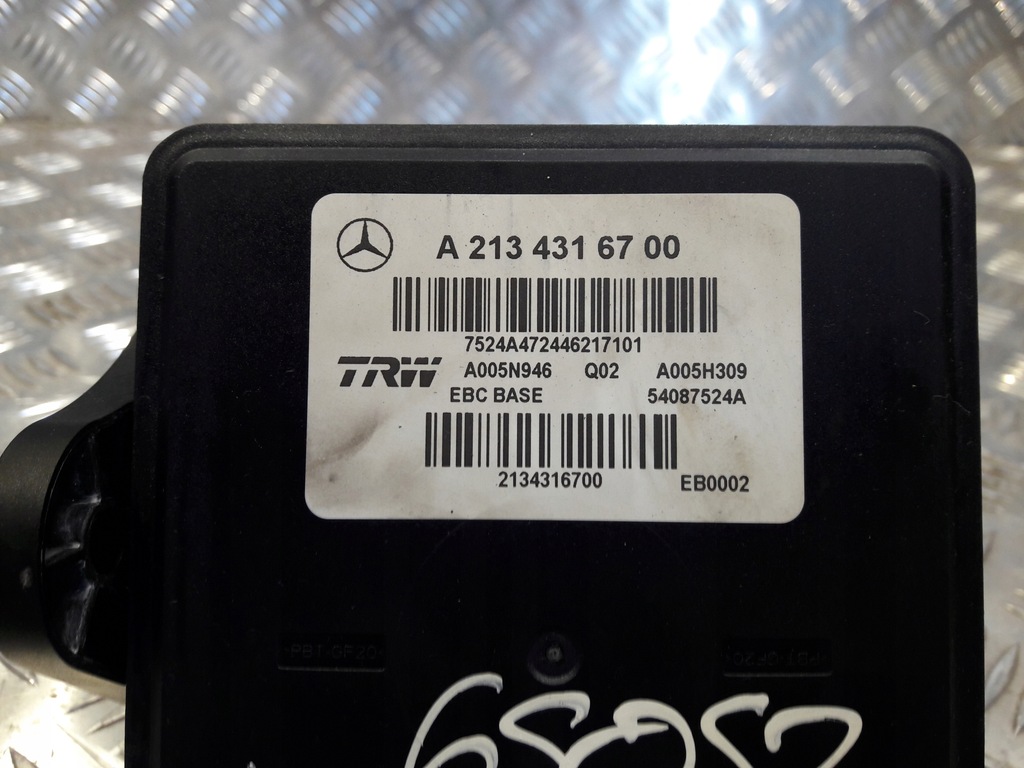 A 213 431 67 00
7524A472446217101
TRW A005N946 Q02 A005H309
EBC BASE 54087524A
2134316700 EB0002